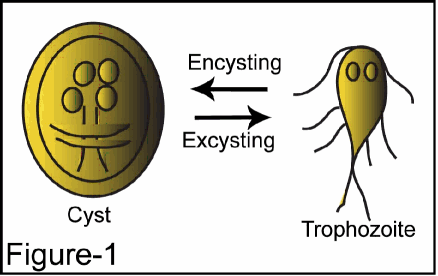 Encysting
Excysting
Cyst
Trophozoite
Figure-1